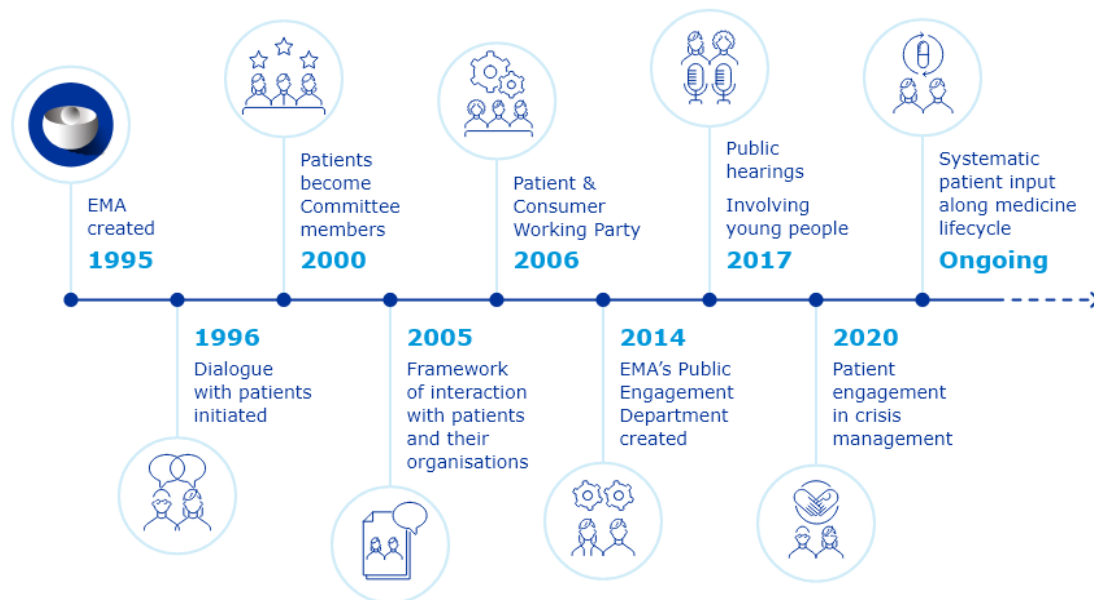 EMA
created
1995
1996
Dialogue
with patients
initiated
Patients
become
Committee
members
2000
2005
Framework
of interaction
with patients
and their
organisations
Patient &
Consumer
Working Party
2006
2014
EMA's Public
Engagement
Department
created
Public
hearings
Involving
young people
2017
2020
Patient
engagement
in crisis
management
Systematic
patient input
along medicine
lifecycle
Ongoing